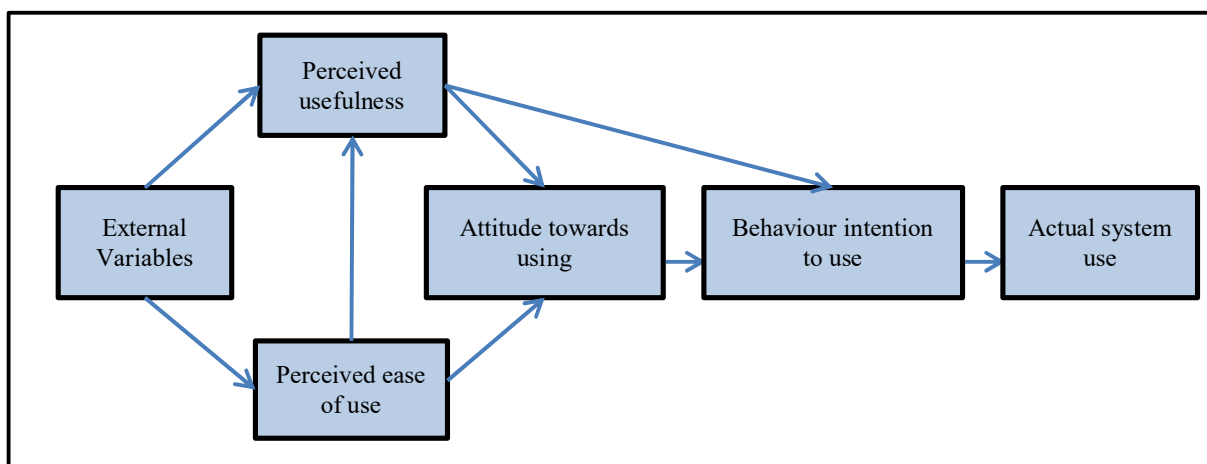 Perceived
usefulness
External
Variables
Attitude towards
using
Behaviour intention
to use
Actual system
use
Perceived ease
of use